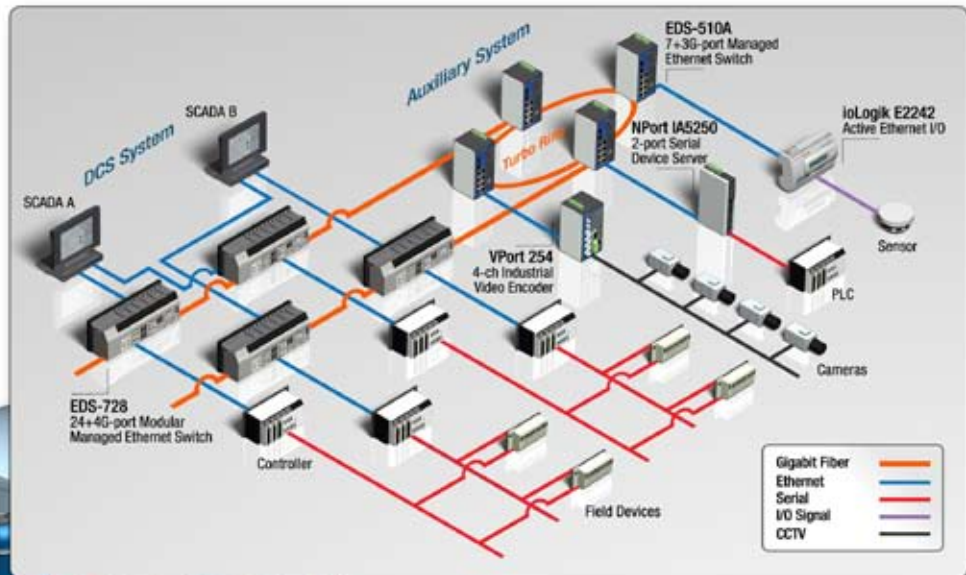 EDS-510A
7+3G-port Managed
Ethernet Switch
Auxiliary System
SCADA B
ioLogik E2242
Active Ethernet I/O
NPort IA5250
2-port Serial
Device Server
Turbo Ring
DCS System
SCADA A
Sensor
VPort 254
4-ch Industrial
Video Encoder
PLC
Cameras
EDS-728
24+4G-port Modular
Managed Ethernet Switch
Controller
Field Devices
Gigabit Fiber
Ethernet
Serial
I/O Signal
CCTV